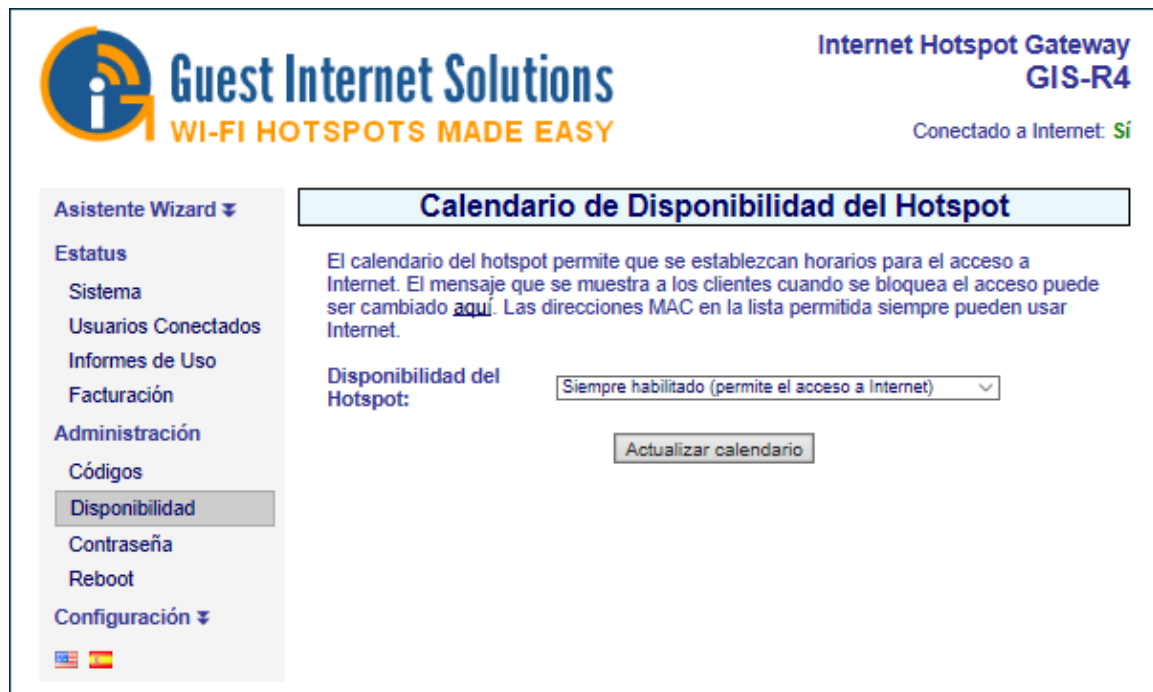 Guest Internet Solutions
WI-FI HOTSPOTS MADE EASY
Internet Hotspot Gateway
GIS-R4
Conectado a Internet: Sí
Asistente Wizard
Estatus
Sistema
Usuarios Conectados
Informes de Uso
Facturación
Administración
Códigos
Disponibilidad
Contraseña
Reboot
Configuración
Calendario de Disponibilidad del Hotspot
El calendario del hotspot permite que se establezcan horarios para el acceso a
Internet. El mensaje que se muestra a los clientes cuando se bloquea el acceso puede
ser cambiado aquí. Las direcciones MAC en la lista permitida siempre pueden usar
Internet.
Disponibilidad del
Hotspot:
Siempre habilitado (permite el acceso a Internet)
Actualizar calendario